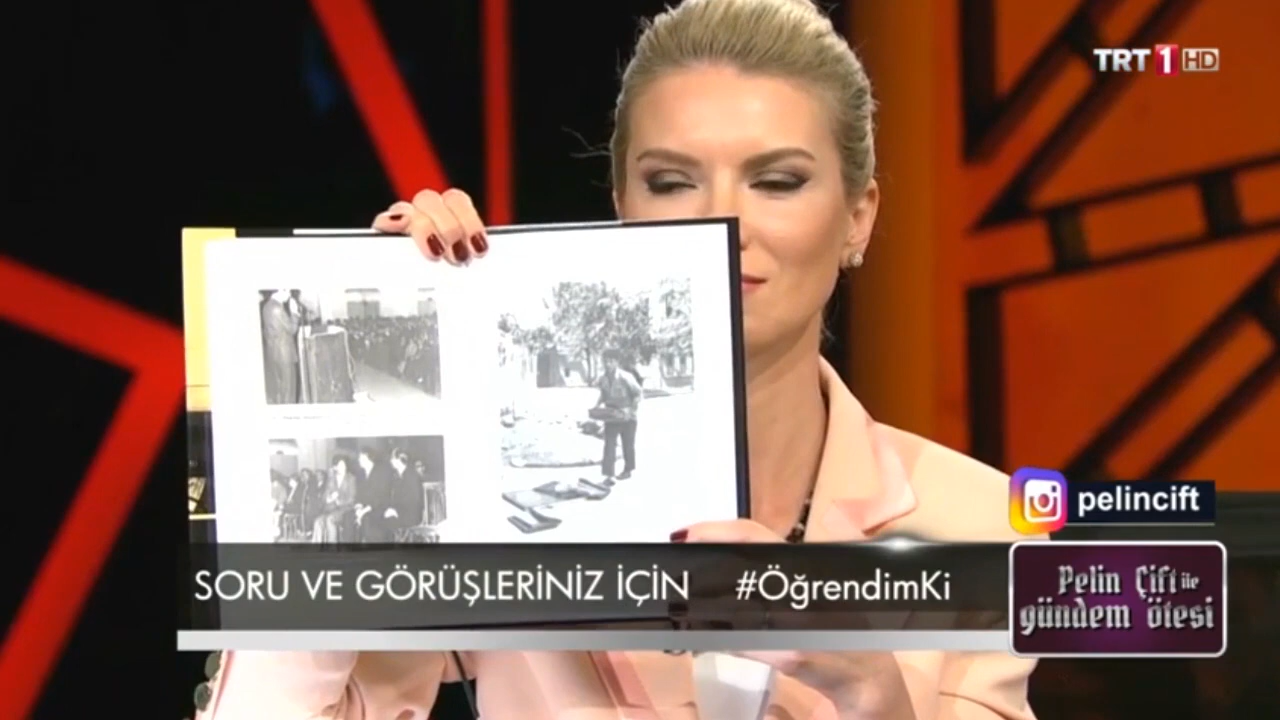 TRT 1 HD
pelincift
SORU VE GÖRÜŞLERİNİZ İÇİN #ÖğrendimKi
Pelin Çift ile
gündem ötesi